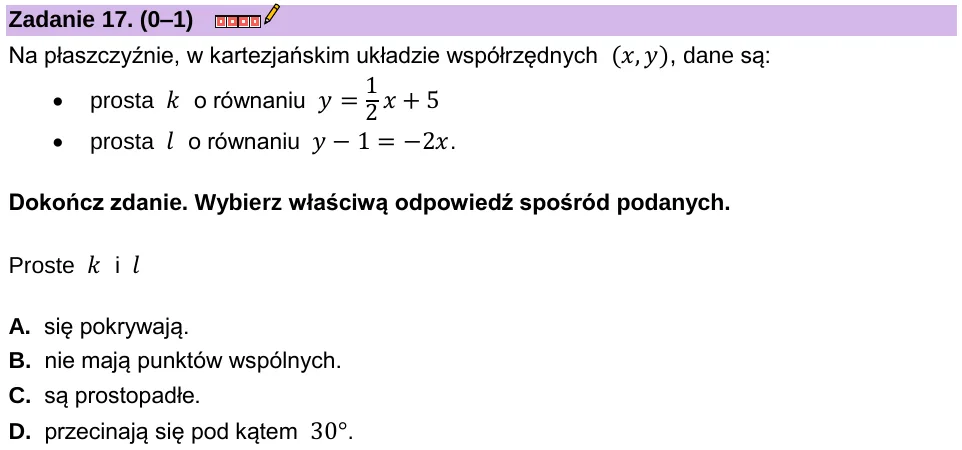 Zadanie 17. (0–1)
Na płaszczyźnie, w kartezjańskim układzie współrzędnych (x, y), dane są:
• prosta k o równaniu y = 1/2 x + 5
• prosta l o równaniu y − 1 = −2x.
Dokończ zdanie. Wybierz właściwą odpowiedź spośród podanych.
Proste k i l
A. się pokrywają.
B. nie mają punktów wspólnych.
C. są prostopadłe.
D. przecinają się pod kątem 30°.